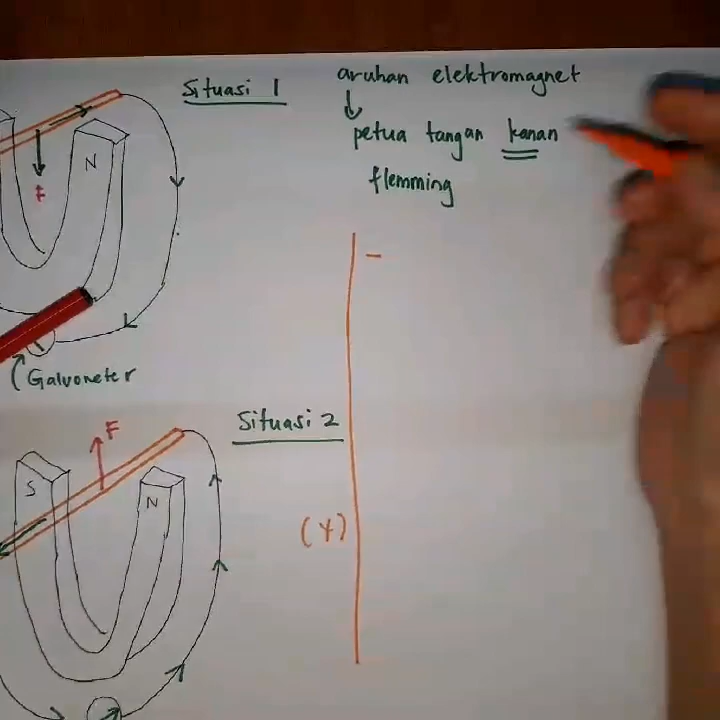 Situasi 1
aruhan elektromagnet
petua tangan kanan
flemming
N
F
Galvometer
Situasi 2
F
S
N
(Y)